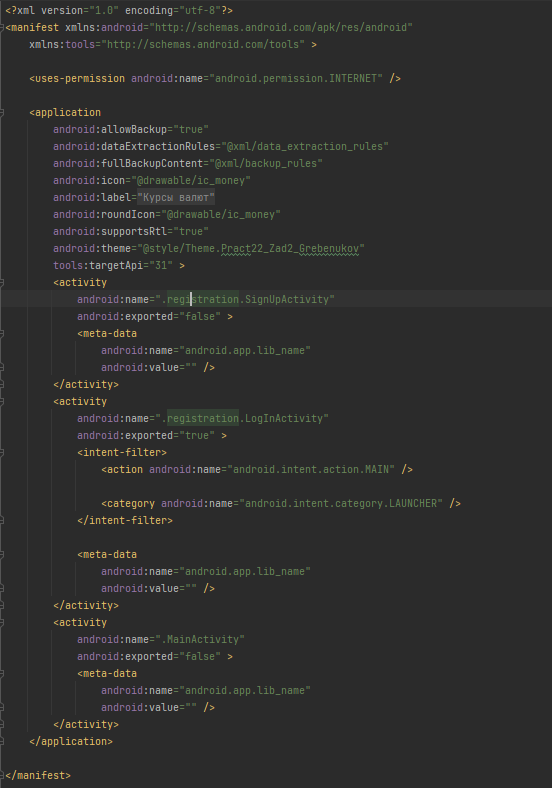 <?xml version="1.0" encoding="utf-8"?>
<manifest xmlns:android="http://schemas.android.com/apk/res/android"
    xmlns:tools="http://schemas.android.com/tools" >

    <uses-permission android:name="android.permission.INTERNET" />

    <application
        android:allowBackup="true"
        android:dataExtractionRules="@xml/data_extraction_rules"
        android:fullBackupContent="@xml/backup_rules"
        android:icon="@drawable/ic_money"
        android:label="Курсы валют"
        android:roundIcon="@drawable/ic_money"
        android:supportsRtl="true"
        android:theme="@style/Theme.Pract22_Zad2_Grebenukov"
        tools:targetApi="31" >
        <activity
            android:name=".registration.SignUpActivity"
            android:exported="false" >
            <meta-data
                android:name="android.app.lib_name"
                android:value="" />
        </activity>
        <activity
            android:name=".registration.LogInActivity"
            android:exported="true" >
            <intent-filter>
                <action android:name="android.intent.action.MAIN" />

                <category android:name="android.intent.category.LAUNCHER" />
            </intent-filter>

            <meta-data
                android:name="android.app.lib_name"
                android:value="" />
        </activity>
        <activity
            android:name=".MainActivity"
            android:exported="false" >
            <meta-data
                android:name="android.app.lib_name"
                android:value="" />
        </activity>
    </application>

</manifest>